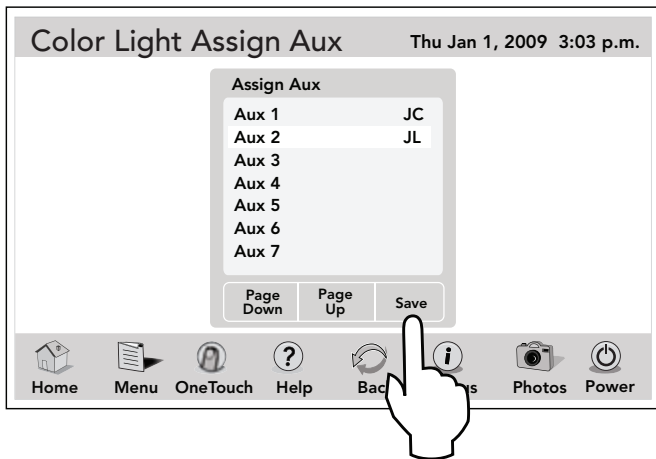 Color Light Assign Aux Thu Jan 1, 2009 3:03 p.m.
Assign Aux
Aux 1 JC
Aux 2 JL
Aux 3
Aux 4
Aux 5
Aux 6
Aux 7
Page Down
Page Up
Save
Home Menu OneTouch Help Photos Power